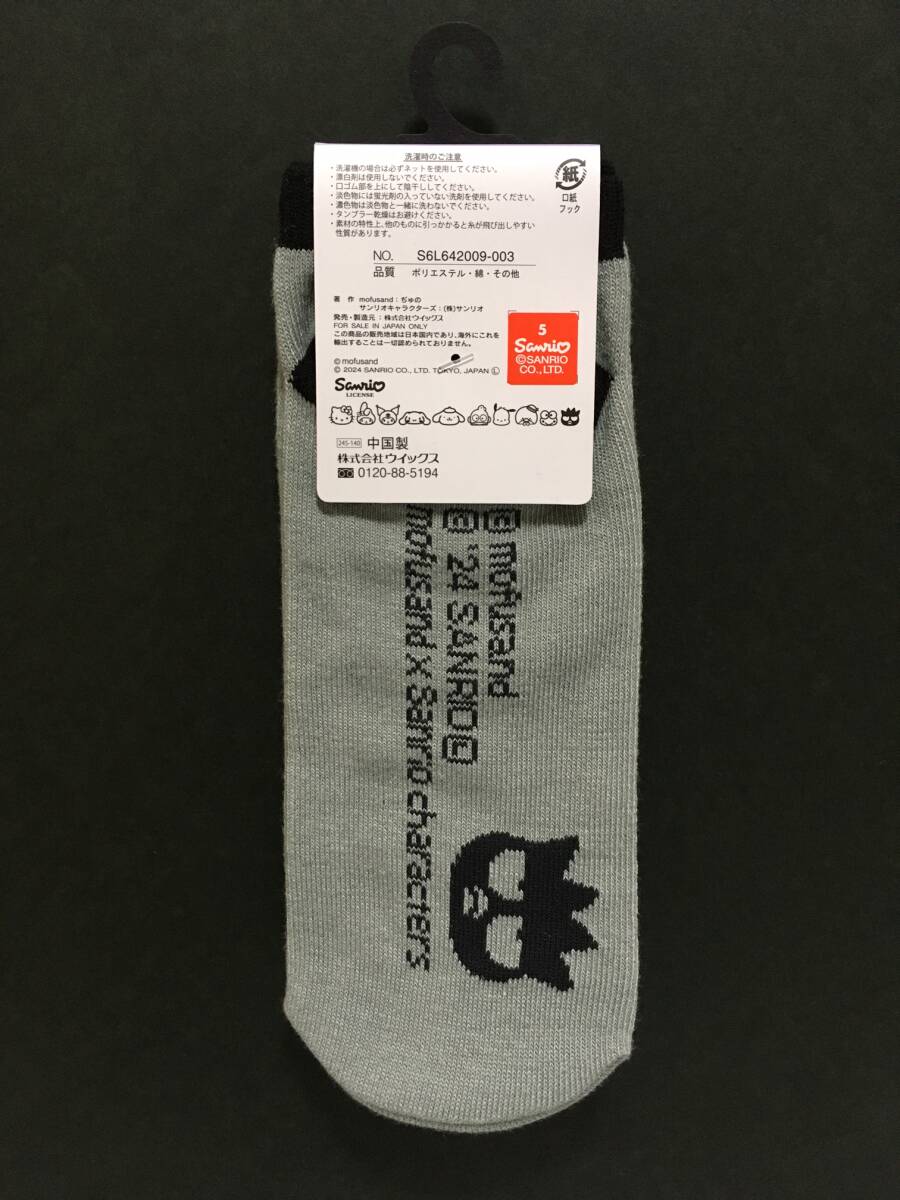 洗濯時のご注意
・洗濯機の場合は必ずネットを使用してください。
・漂白剤は使用しないでください。
・口ゴム部を上にして陰干ししてください。
・淡色物には蛍光剤の入っていない洗剤を使用してください。
・濃色物は淡色物と一緒に洗わないでください。
・タンブラー乾燥はお避けください。
・素材の特性上、他のものに引っかかると糸が飛び出しやすい
性質があります。
紙
口紙
フック
NO. S6L642009-003
品質 ポリエステル・綿・その他
著作 mofusand：ぢゅの
サンリオキャラクターズ：(株)サンリオ
発売・製造元：株式会社ウイックス
FOR SALE IN JAPAN ONLY
この商品の販売地域は日本国内であり、海外にこれを
輸出することは一切認められておりません。
© mofusand
© 2024 SANRIO CO., LTD. TOKYO, JAPAN Ⓛ
5
Sanrio
©SANRIO
CO., LTD.
Sanrio
LICENSE
245-140 中国製
株式会社ウイックス
0120-88-5194
© mofusand
© '24 SANRIO©
mofusand x Sanrio characters